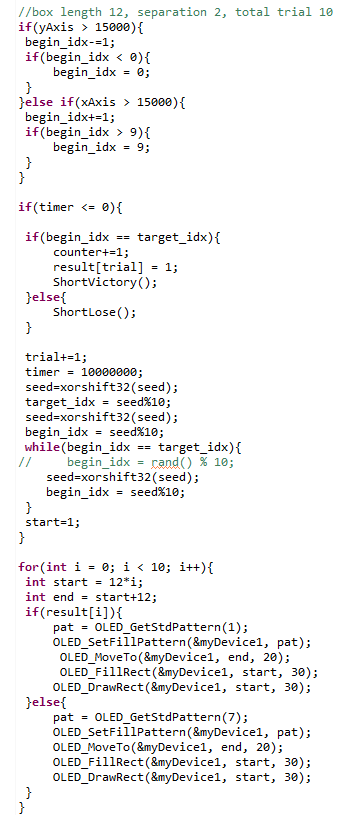 //box length 12, separation 2, total trial 10
if(yAxis > 15000){
begin_idx-=1;
if(begin_idx < 0){
begin_idx = 0;
}
}else if(xAxis > 15000){
begin_idx+=1;
if(begin_idx > 9){
begin_idx = 9;
}
}
if(timer <= 0){
if(begin_idx == target_idx){
counter+=1;
result[trial] = 1;
ShortVictory();
}else{
ShortLose();
}
trial+=1;
timer = 10000000;
seed=xorshift32(seed);
target_idx = seed%10;
seed=xorshift32(seed);
begin_idx = seed%10;
while(begin_idx == target_idx){
// begin_idx = rand() % 10;
seed=xorshift32(seed);
begin_idx = seed%10;
}
start=1;
}
for(int i = 0; i < 10; i++){
int start = 12*i;
int end = start+12;
if(result[i]){
pat = OLED_GetStdPattern(1);
OLED_SetFillPattern(&myDevice1, pat);
OLED_MoveTo(&myDevice1, end, 20);
OLED_FillRect(&myDevice1, start, 30);
OLED_DrawRect(&myDevice1, start, 30);
}else{
pat = OLED_GetStdPattern(7);
OLED_SetFillPattern(&myDevice1, pat);
OLED_MoveTo(&myDevice1, end, 20);
OLED_FillRect(&myDevice1, start, 30);
OLED_DrawRect(&myDevice1, start, 30);
}
}